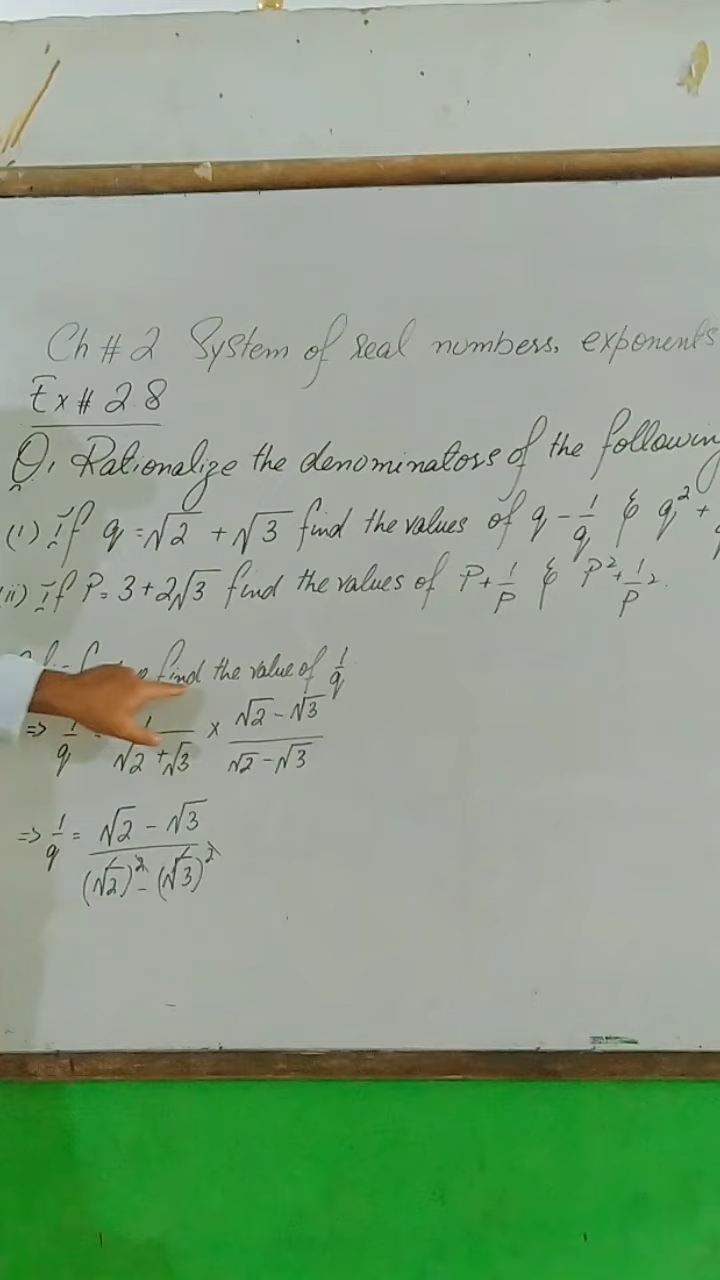 Ch # 2 System of real numbers, exponents
Ex # 2.8
Q, Rationalize the denominators of the following
(i) if q = √2 + √3 find the values of q - 1/q & q² +
(ii) if P = 3 + 2√3 find the values of P + 1/P & P² + 1/P².
find the value of 1/q
=> 1/q = 1/(√2 + √3) × (√2 - √3)/(√2 - √3)
=> 1/q = (√2 - √3)/((√2)² - (√3)²)